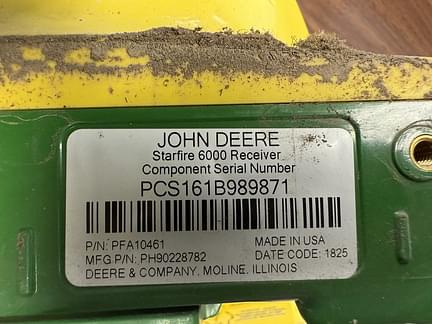 JOHN DEERE
Starfire 6000 Receiver
Component Serial Number
PCS161B989871
P/N: PFA10461 MADE IN USA
MFG P/N: PH90228782 DATE CODE: 1825
DEERE & COMPANY, MOLINE, ILLINOIS